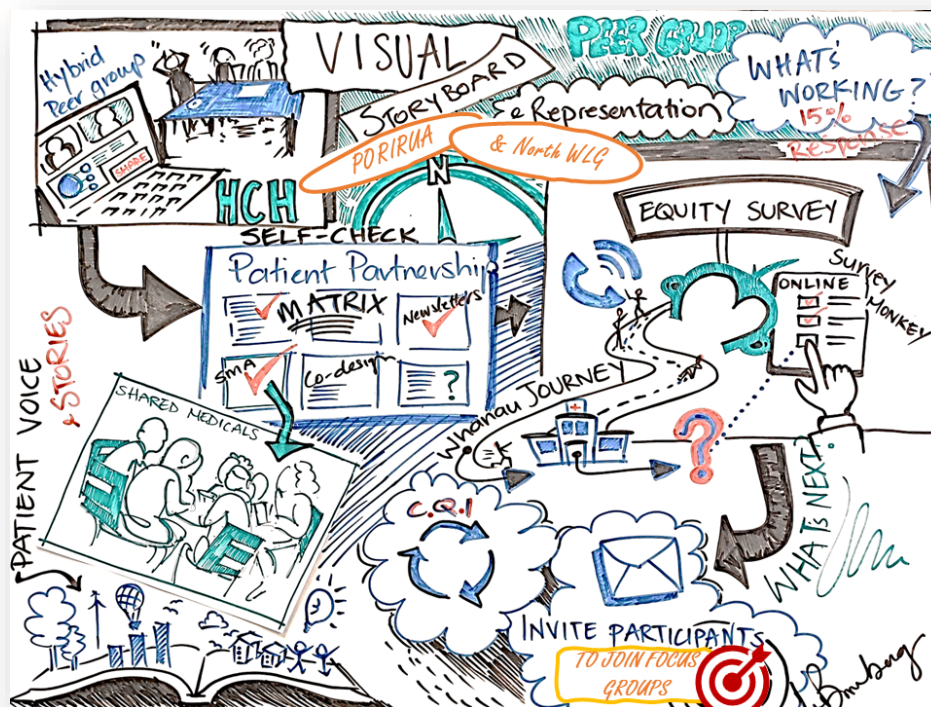 Hybrid
Peer group
SHARE
HCH
VISUAL
STORYBOARD
PEER GROUP
e Representation
PORIRUA
& North WLG
WHAT'S
WORKING?
15%
Response
N
EQUITY SURVEY
SELF-CHECK
Patient Partnership
MATRIX
Newsletters
SMA
Co-design
?
ONLINE
Survey
Monkey
Whanau JOURNEY
?
PATIENT VOICE
& STORIES
SHARED MEDICALS
C.Q.I
WHATs NEXT?
INVITE PARTICIPANTS
TO JOIN FOCUS
GROUPS